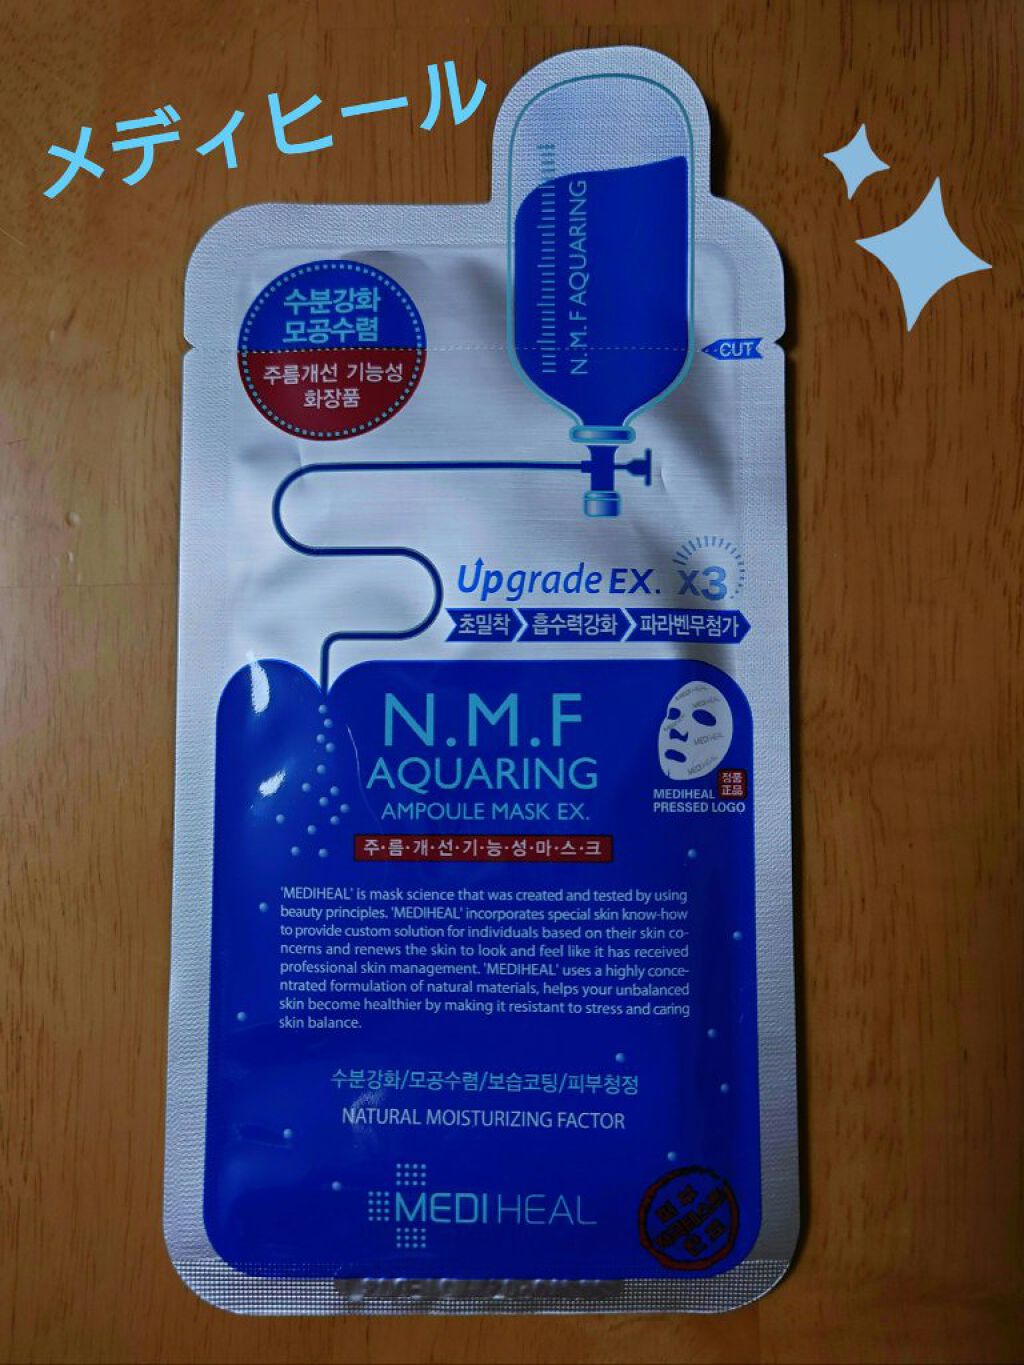 メディヒール
N.M.F AQUARING
수분강화
모공수렴
주름개선 기능성
화장품
CUT
Upgrade EX. x3
초밀착 흡수력강화 파라벤무첨가
N.M.F
AQUARING
AMPOULE MASK EX.
MEDIHEAL 정품 正品
PRESSED LOGO
주·름·개·선·기·능·성·마·스·크
'MEDIHEAL' is mask science that was created and tested by using
beauty principles. 'MEDIHEAL' incorporates special skin know-how
to provide custom solution for individuals based on their skin co-
ncerns and renews the skin to look and feel like it has received
professional skin management. 'MEDIHEAL' uses a highly conce-
ntrated formulation of natural materials, helps your unbalanced
skin become healthier by making it resistant to stress and caring
skin balance.
수분강화/모공수렴/보습코팅/피부청정
NATURAL MOISTURIZING FACTOR
MEDIHEAL